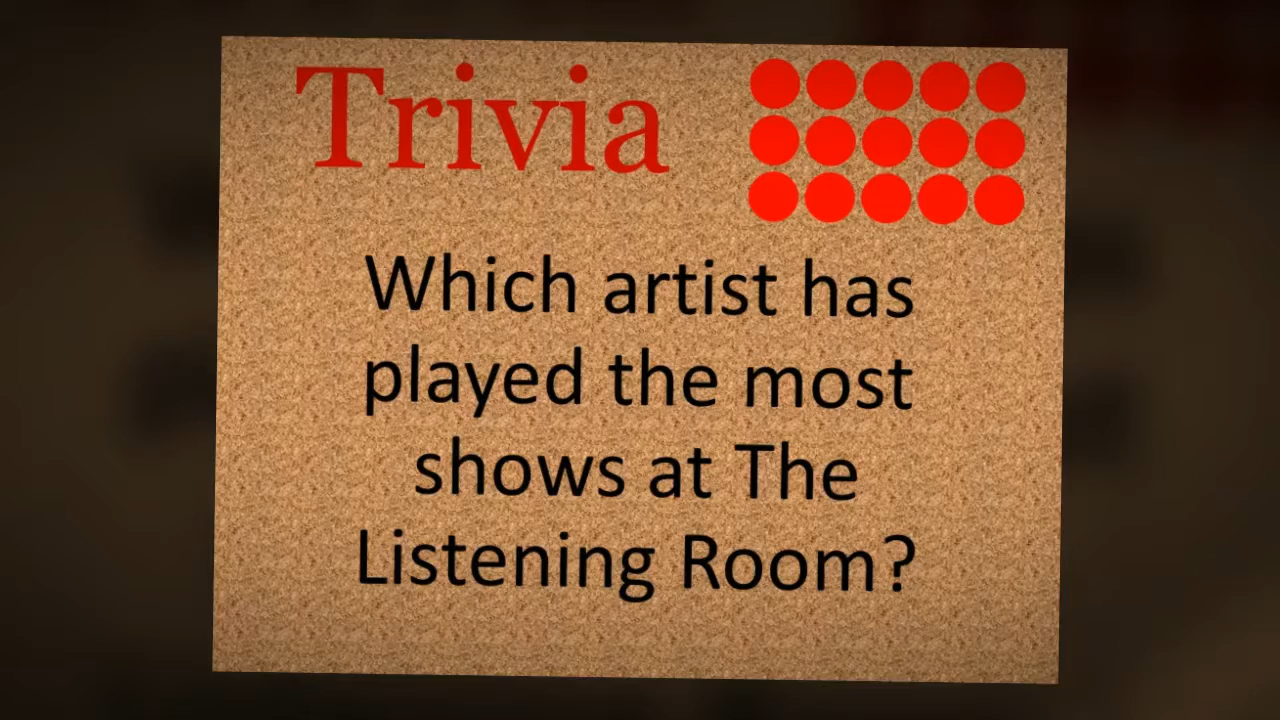 Trivia
Which artist has
played the most
shows at The
Listening Room?